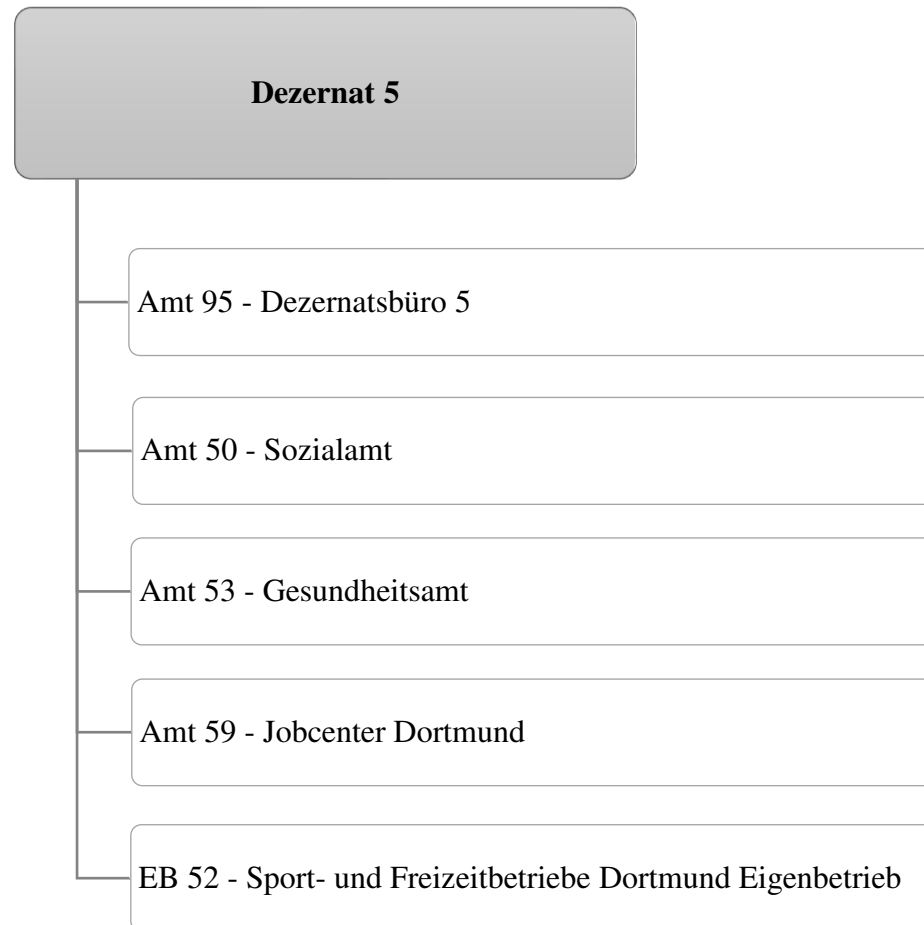 Dezernat 5
Amt 95 - Dezernatsbüro 5
Amt 50 - Sozialamt
Amt 53 - Gesundheitsamt
Amt 59 - Jobcenter Dortmund
EB 52 - Sport- und Freizeitbetriebe Dortmund Eigenbetrieb